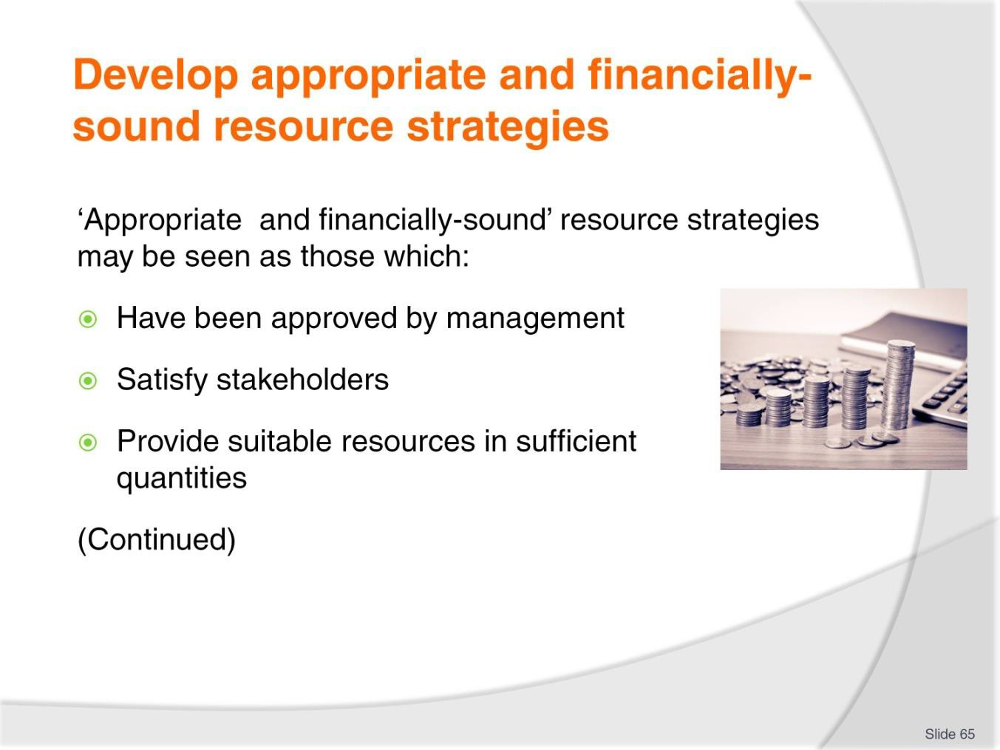 Develop appropriate and financially-
sound resource strategies
‘Appropriate  and financially-sound’ resource strategies
may be seen as those which:
Have been approved by management
Satisfy stakeholders
Provide suitable resources in sufficient
quantities
(Continued)
Slide 65